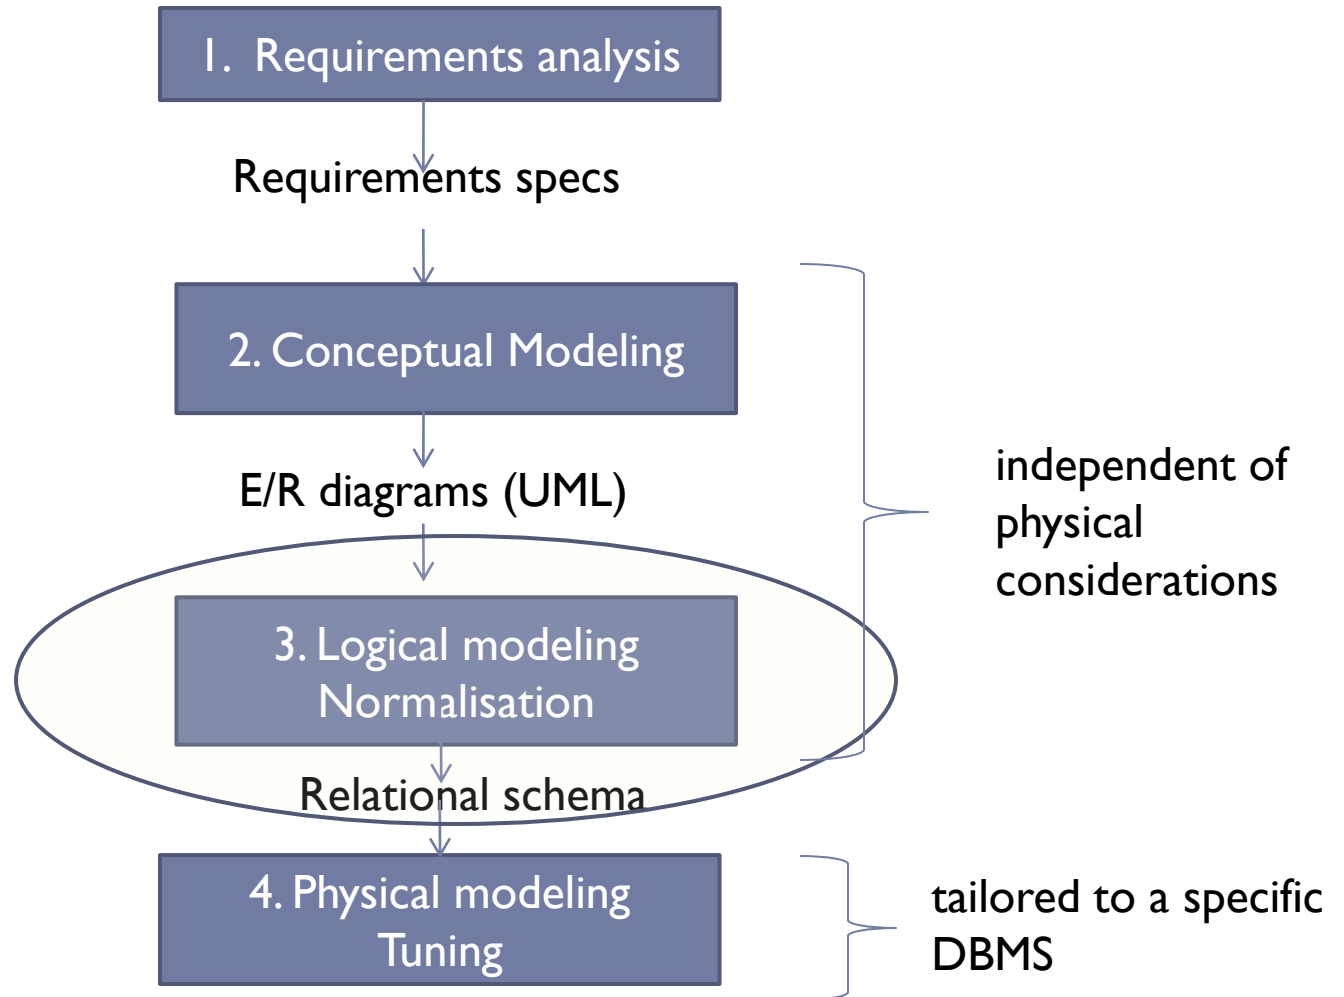 1. Requirements analysis
Requirements specs
2. Conceptual Modeling
E/R diagrams (UML)
independent of
physical
considerations
3. Logical modeling
Normalisation
Relational schema
4. Physical modeling
Tuning
tailored to a specific
DBMS